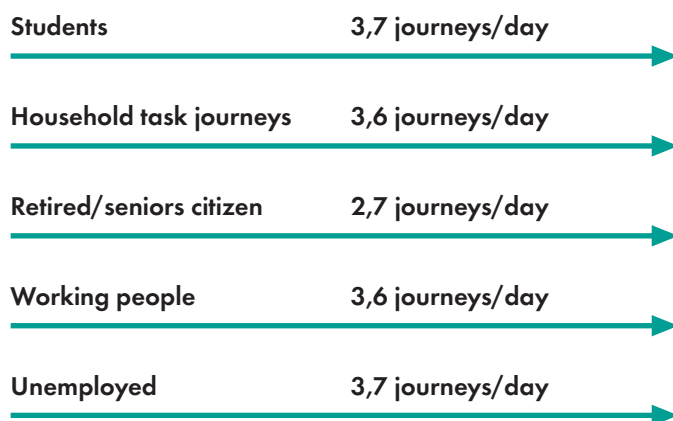 Students 3,7 journeys/day
Household task journeys 3,6 journeys/day
Retired/seniors citizen 2,7 journeys/day
Working people 3,6 journeys/day
Unemployed 3,7 journeys/day